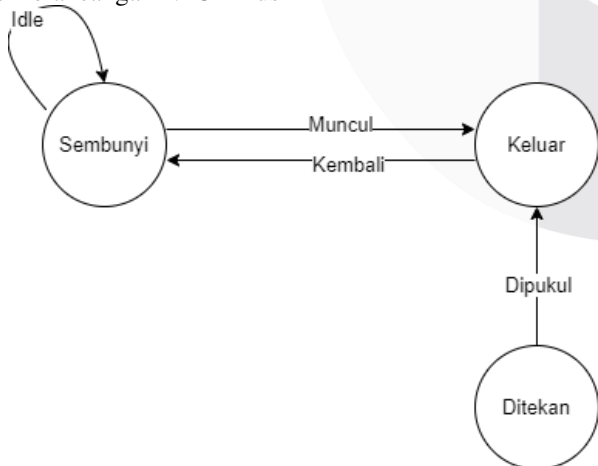 Idle
Sembunyi
Muncul
Keluar
Kembali
Dipukul
Ditekan